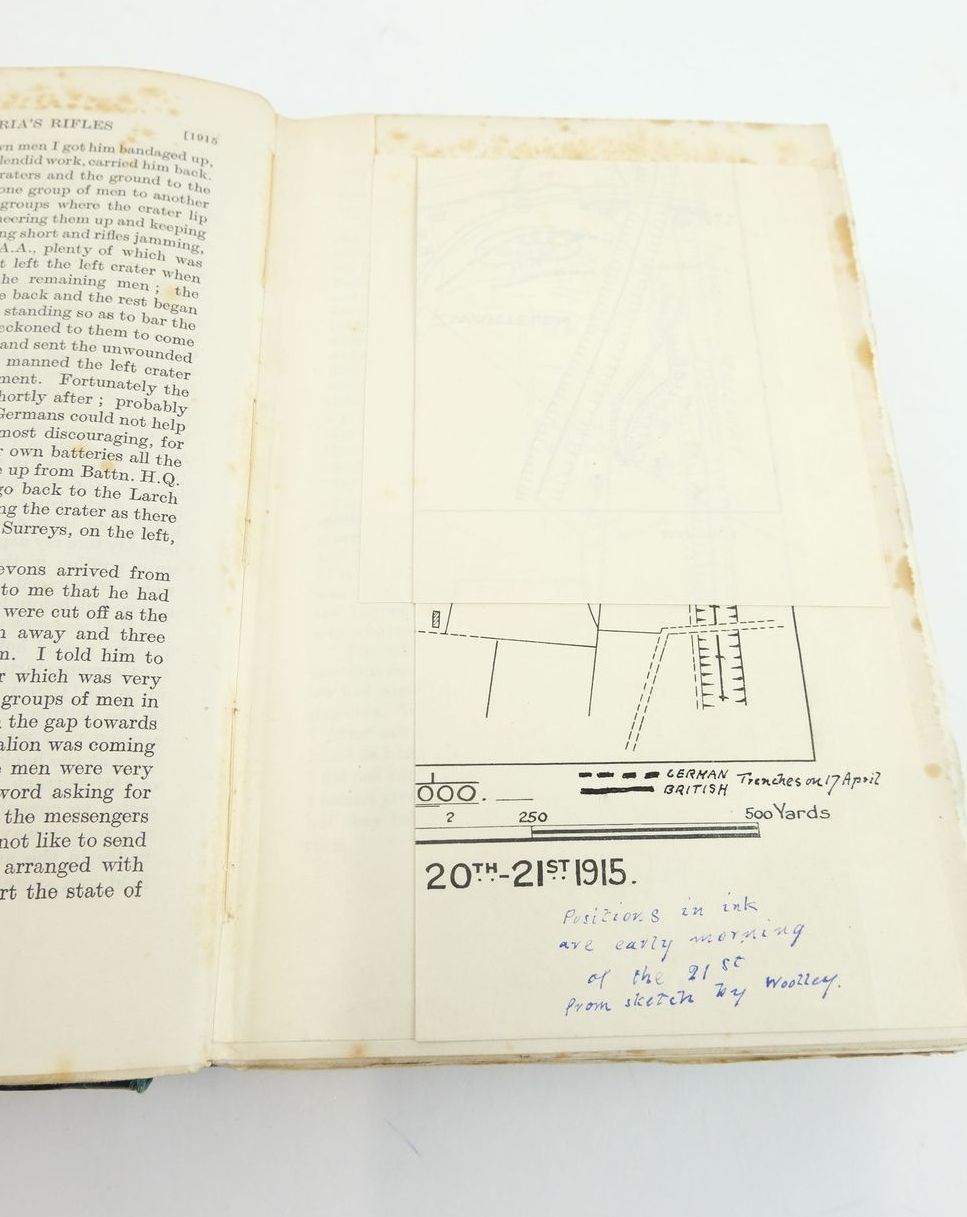 RIA'S RIFLES [1915
wn men I got him bandaged up,
lendid work, carried him back.
raters and the ground to the
one group of men to another
groups where the crater lip
neering them up and keeping
ng short and rifles jamming,
A.A., plenty of which was
t left the left crater when
he remaining men ; the
e back and the rest began
standing so as to bar the
eckoned to them to come
and sent the unwounded
manned the left crater
ment. Fortunately the
hortly after ; probably
Germans could not help
most discouraging, for
r own batteries all the
e up from Battn. H.Q.
go back to the Larch
ng the crater as there
Surreys, on the left,
evons arrived from
to me that he had
were cut off as the
n away and three
n. I told him to
r which was very
groups of men in
the gap towards
alion was coming
e men were very
word asking for
the messengers
not like to send
arranged with
rt the state of
GERMAN Trenches on 17 April
BRITISH
1
000.
2 250 500 Yards
20TH-21ST 1915.
Positions in ink
are early morning
of the 21st
from sketch by Woolley.